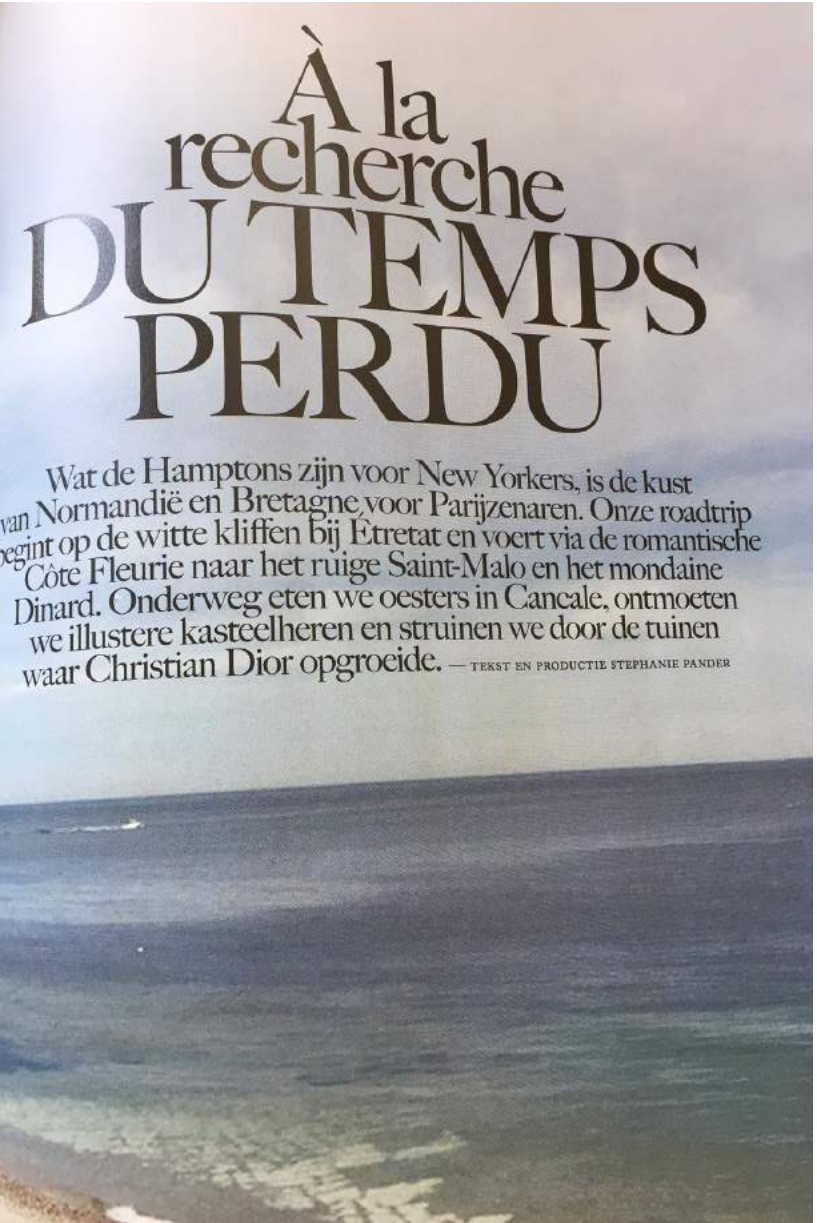 À la
recherche
DU TEMPS
PERDU
Wat de Hamptons zijn voor New Yorkers, is de kust
van Normandië en Bretagne voor Parijzenaren. Onze roadtrip
begint op de witte kliffen bij Étretat en voert via de romantische
Côte Fleurie naar het ruige Saint-Malo en het mondaine
Dinard. Onderweg eten we oesters in Cancale, ontmoeten
we illustere kasteelheren en struinen we door de tuinen
waar Christian Dior opgroeide. — TEKST EN PRODUCTIE STEPHANIE PANDER